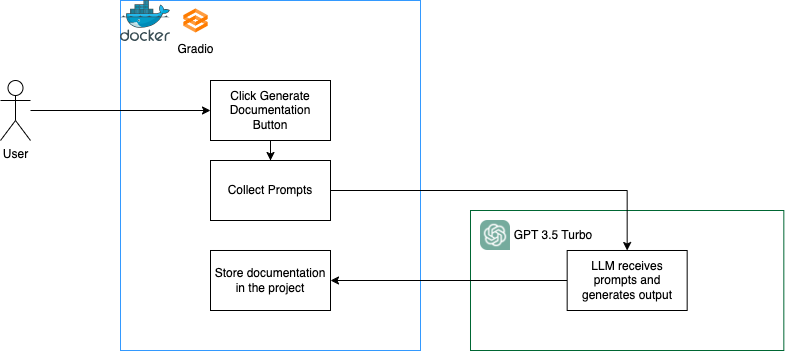 docker
Gradio
Click Generate
Documentation
Button
User
Collect Prompts
GPT 3.5 Turbo
Store documentation
in the project
LLM receives
prompts and
generates output